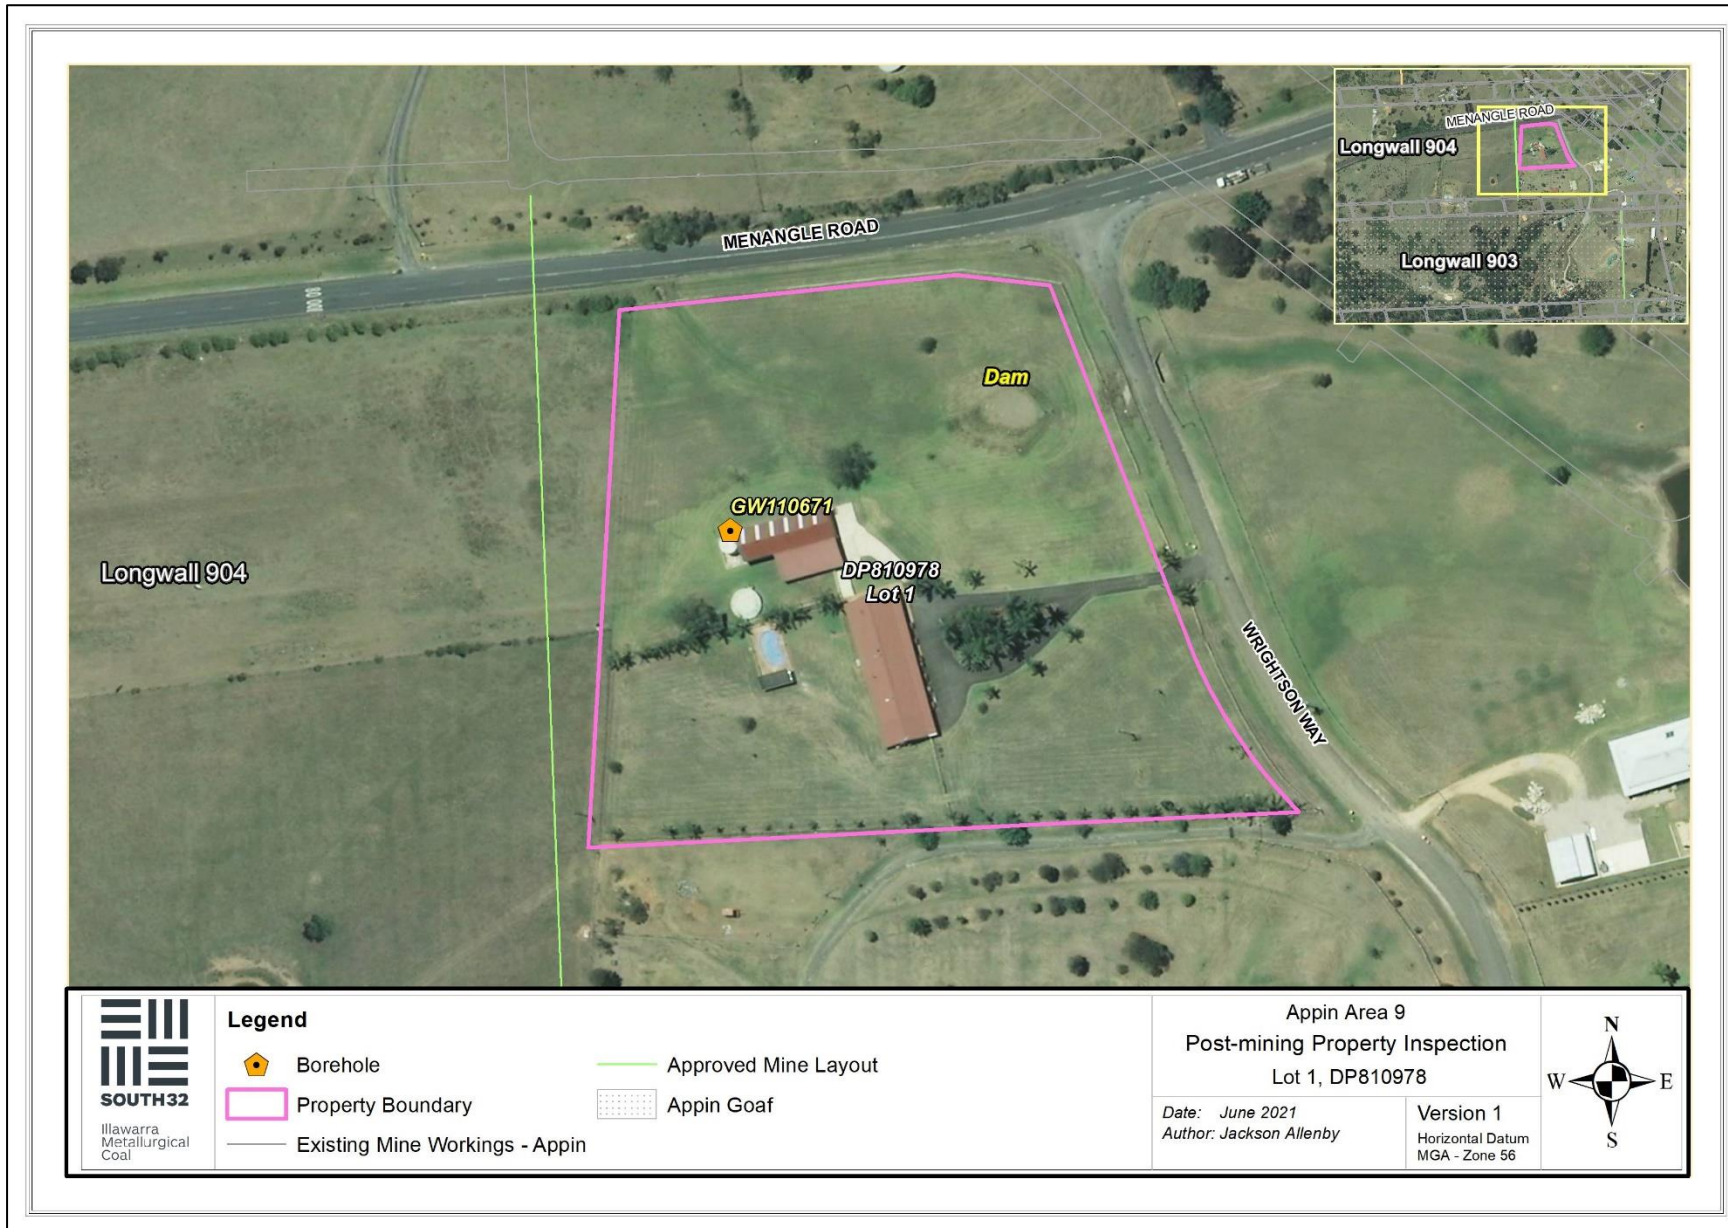 MENANGLE ROAD
Longwall 904
Longwall 903
MENANGLE ROAD
Dam
GW110671
DP810978
Lot 1
Longwall 904
WRIGHTSON WAY
SOUTH32
Illawarra
Metallurgical
Coal
Legend
Borehole
Property Boundary
Existing Mine Workings - Appin
Approved Mine Layout
Appin Goaf
Appin Area 9
Post-mining Property Inspection
Lot 1, DP810978
Date: June 2021
Author: Jackson Allenby
Version 1
Horizontal Datum
MGA - Zone 56
N
W E
S